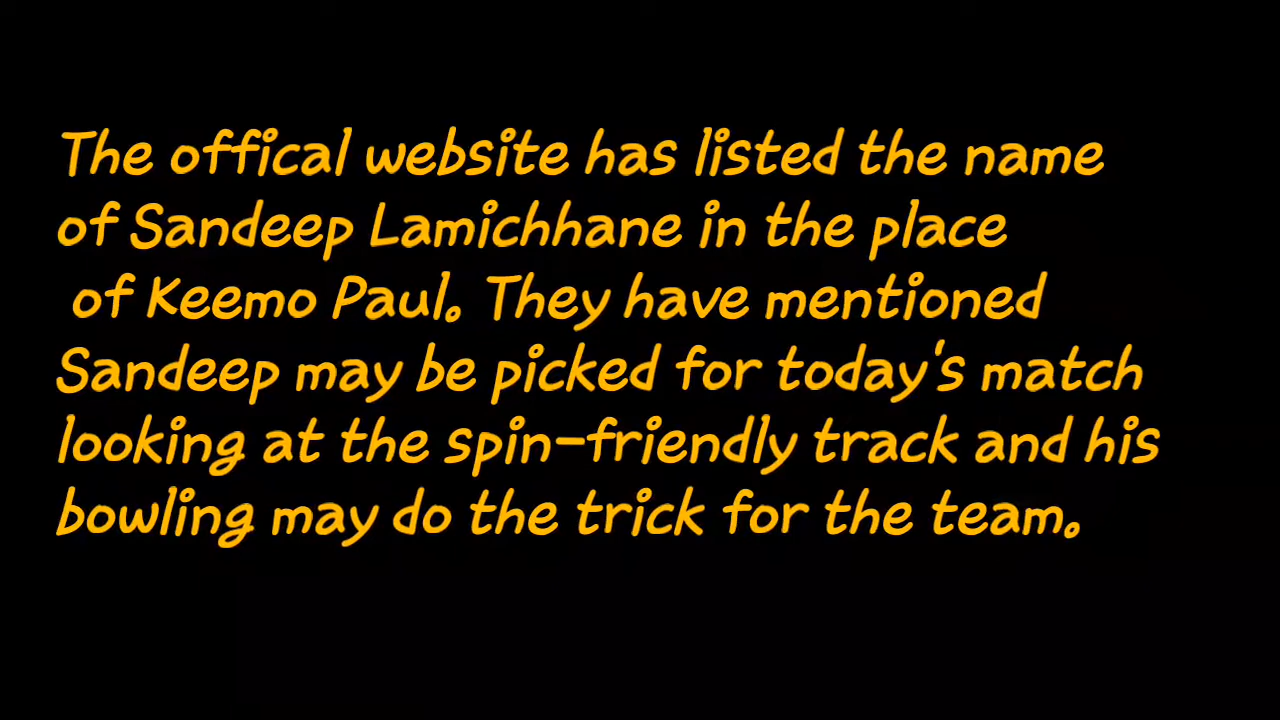 The offical website has listed the name
of Sandeep Lamichhane in the place
of Keemo Paul. They have mentioned
Sandeep may be picked for today's match
looking at the spin-friendly track and his
bowling may do the trick for the team.